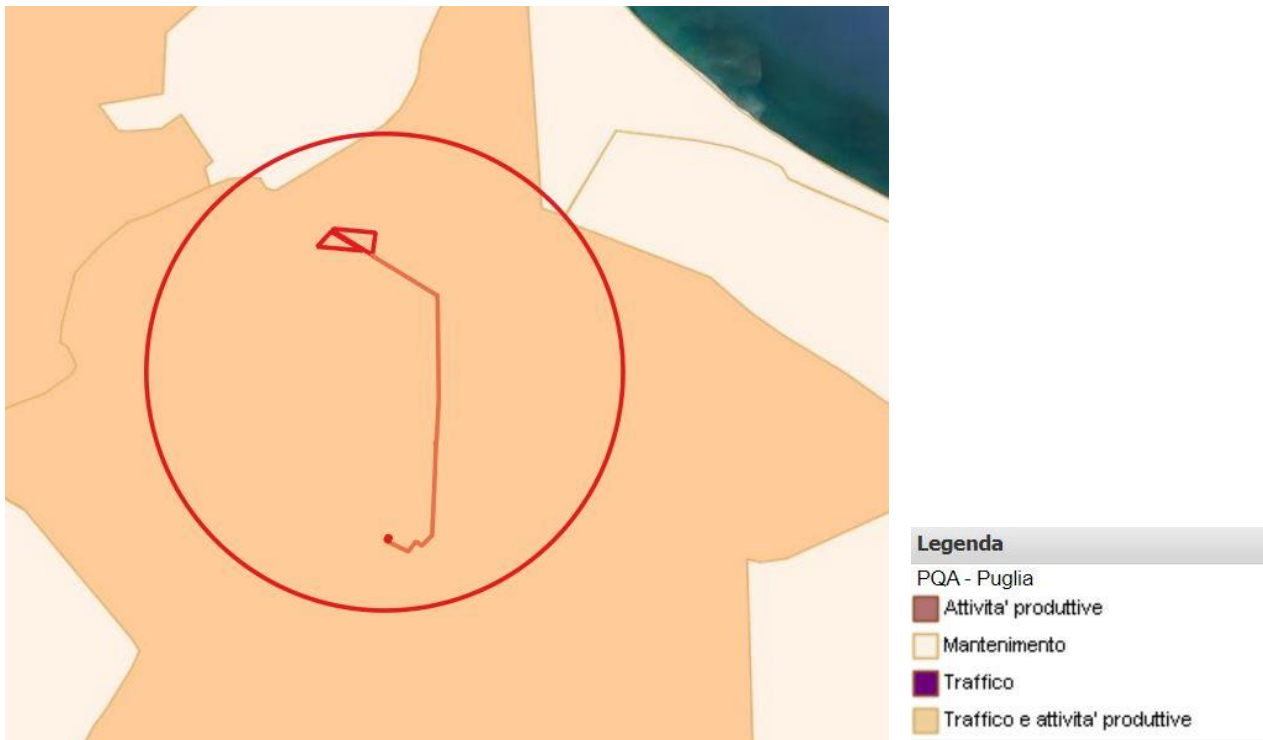 Legenda
PQA - Puglia
Attivita' produttive
Mantenimento
Traffico
Traffico e attivita' produttive